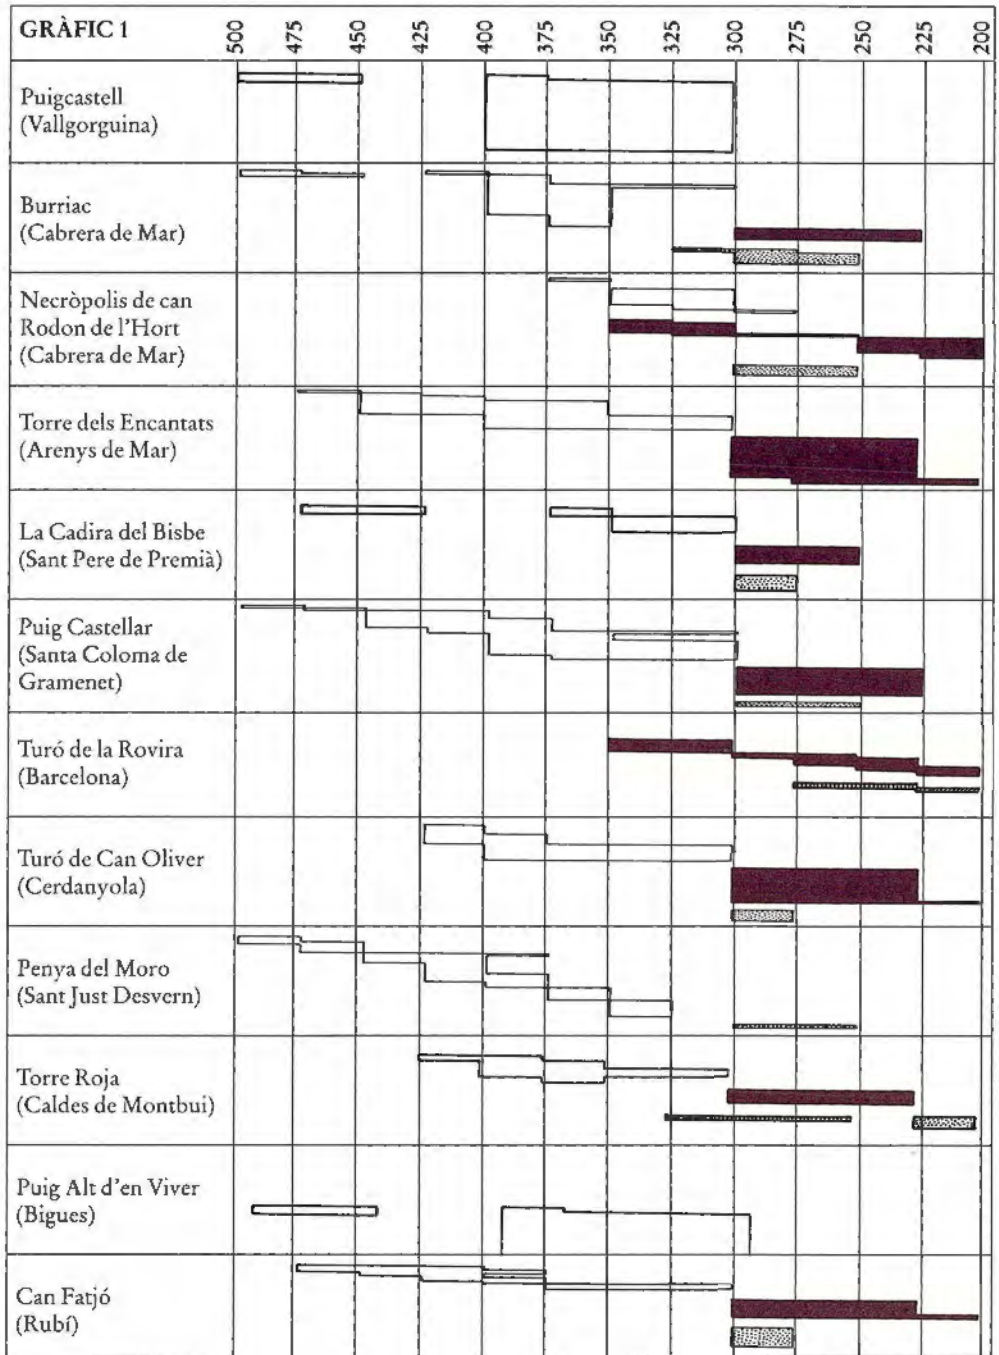 GRÀFIC 1
500 475 450 425 400 375 350 325 300 275 250 225 200
Puigcastell
(Vallgorguina)
Burriac
(Cabrera de Mar)
Necròpolis de can
Rodon de l'Hort
(Cabrera de Mar)
Torre dels Encantats
(Arenys de Mar)
La Cadira del Bisbe
(Sant Pere de Premià)
Puig Castellar
(Santa Coloma de
Gramenet)
Turó de la Rovira
(Barcelona)
Turó de Can Oliver
(Cerdanyola)
Penya del Moro
(Sant Just Desvern)
Torre Roja
(Caldes de Montbui)
Puig Alt d'en Viver
(Bigues)
Can Fatjó
(Rubí)